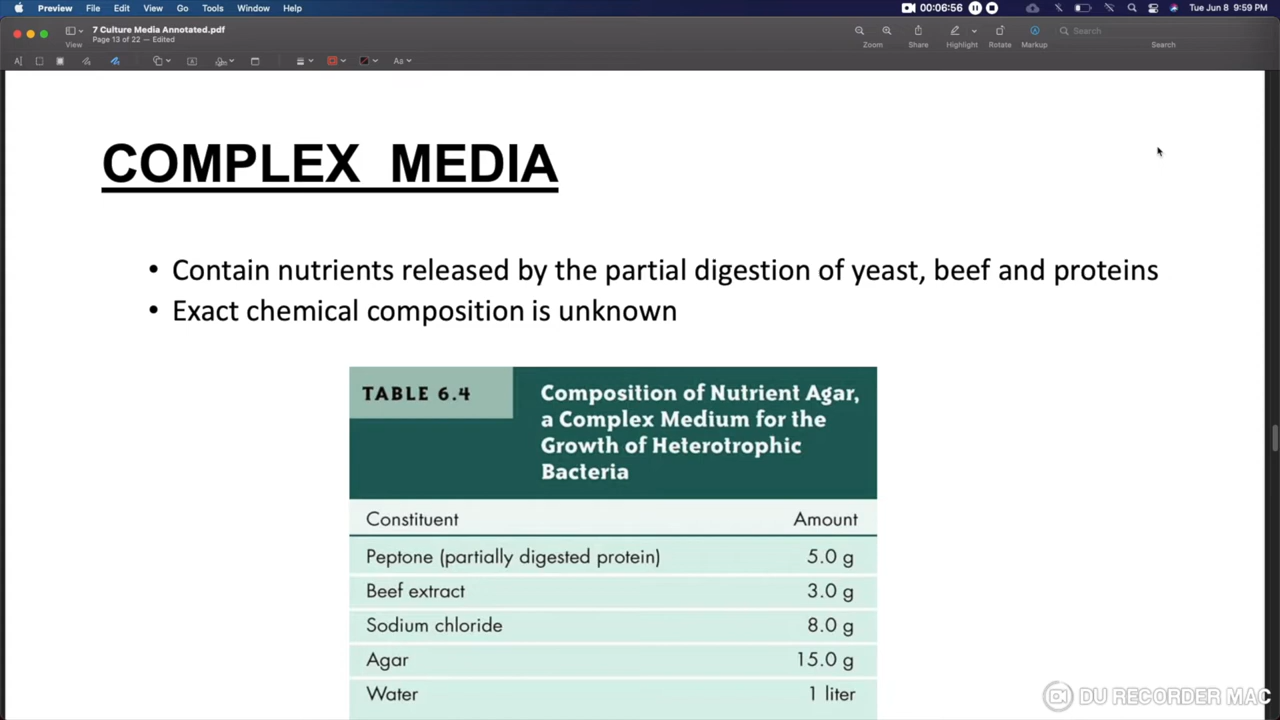 Preview File Edit View Go Tools Window Help 00:06:56 Tue Jun 8 9:59 PM
7 Culture Media Annotated.pdf
Page 13 of 22 — Edited
View Zoom Share Highlight Rotate Markup Search
Search
Aa
COMPLEX MEDIA
• Contain nutrients released by the partial digestion of yeast, beef and proteins
• Exact chemical composition is unknown
TABLE 6.4 Composition of Nutrient Agar,
a Complex Medium for the
Growth of Heterotrophic
Bacteria
Constituent Amount
Peptone (partially digested protein) 5.0 g
Beef extract 3.0 g
Sodium chloride 8.0 g
Agar 15.0 g
Water 1 liter
DU RECORDER MAC